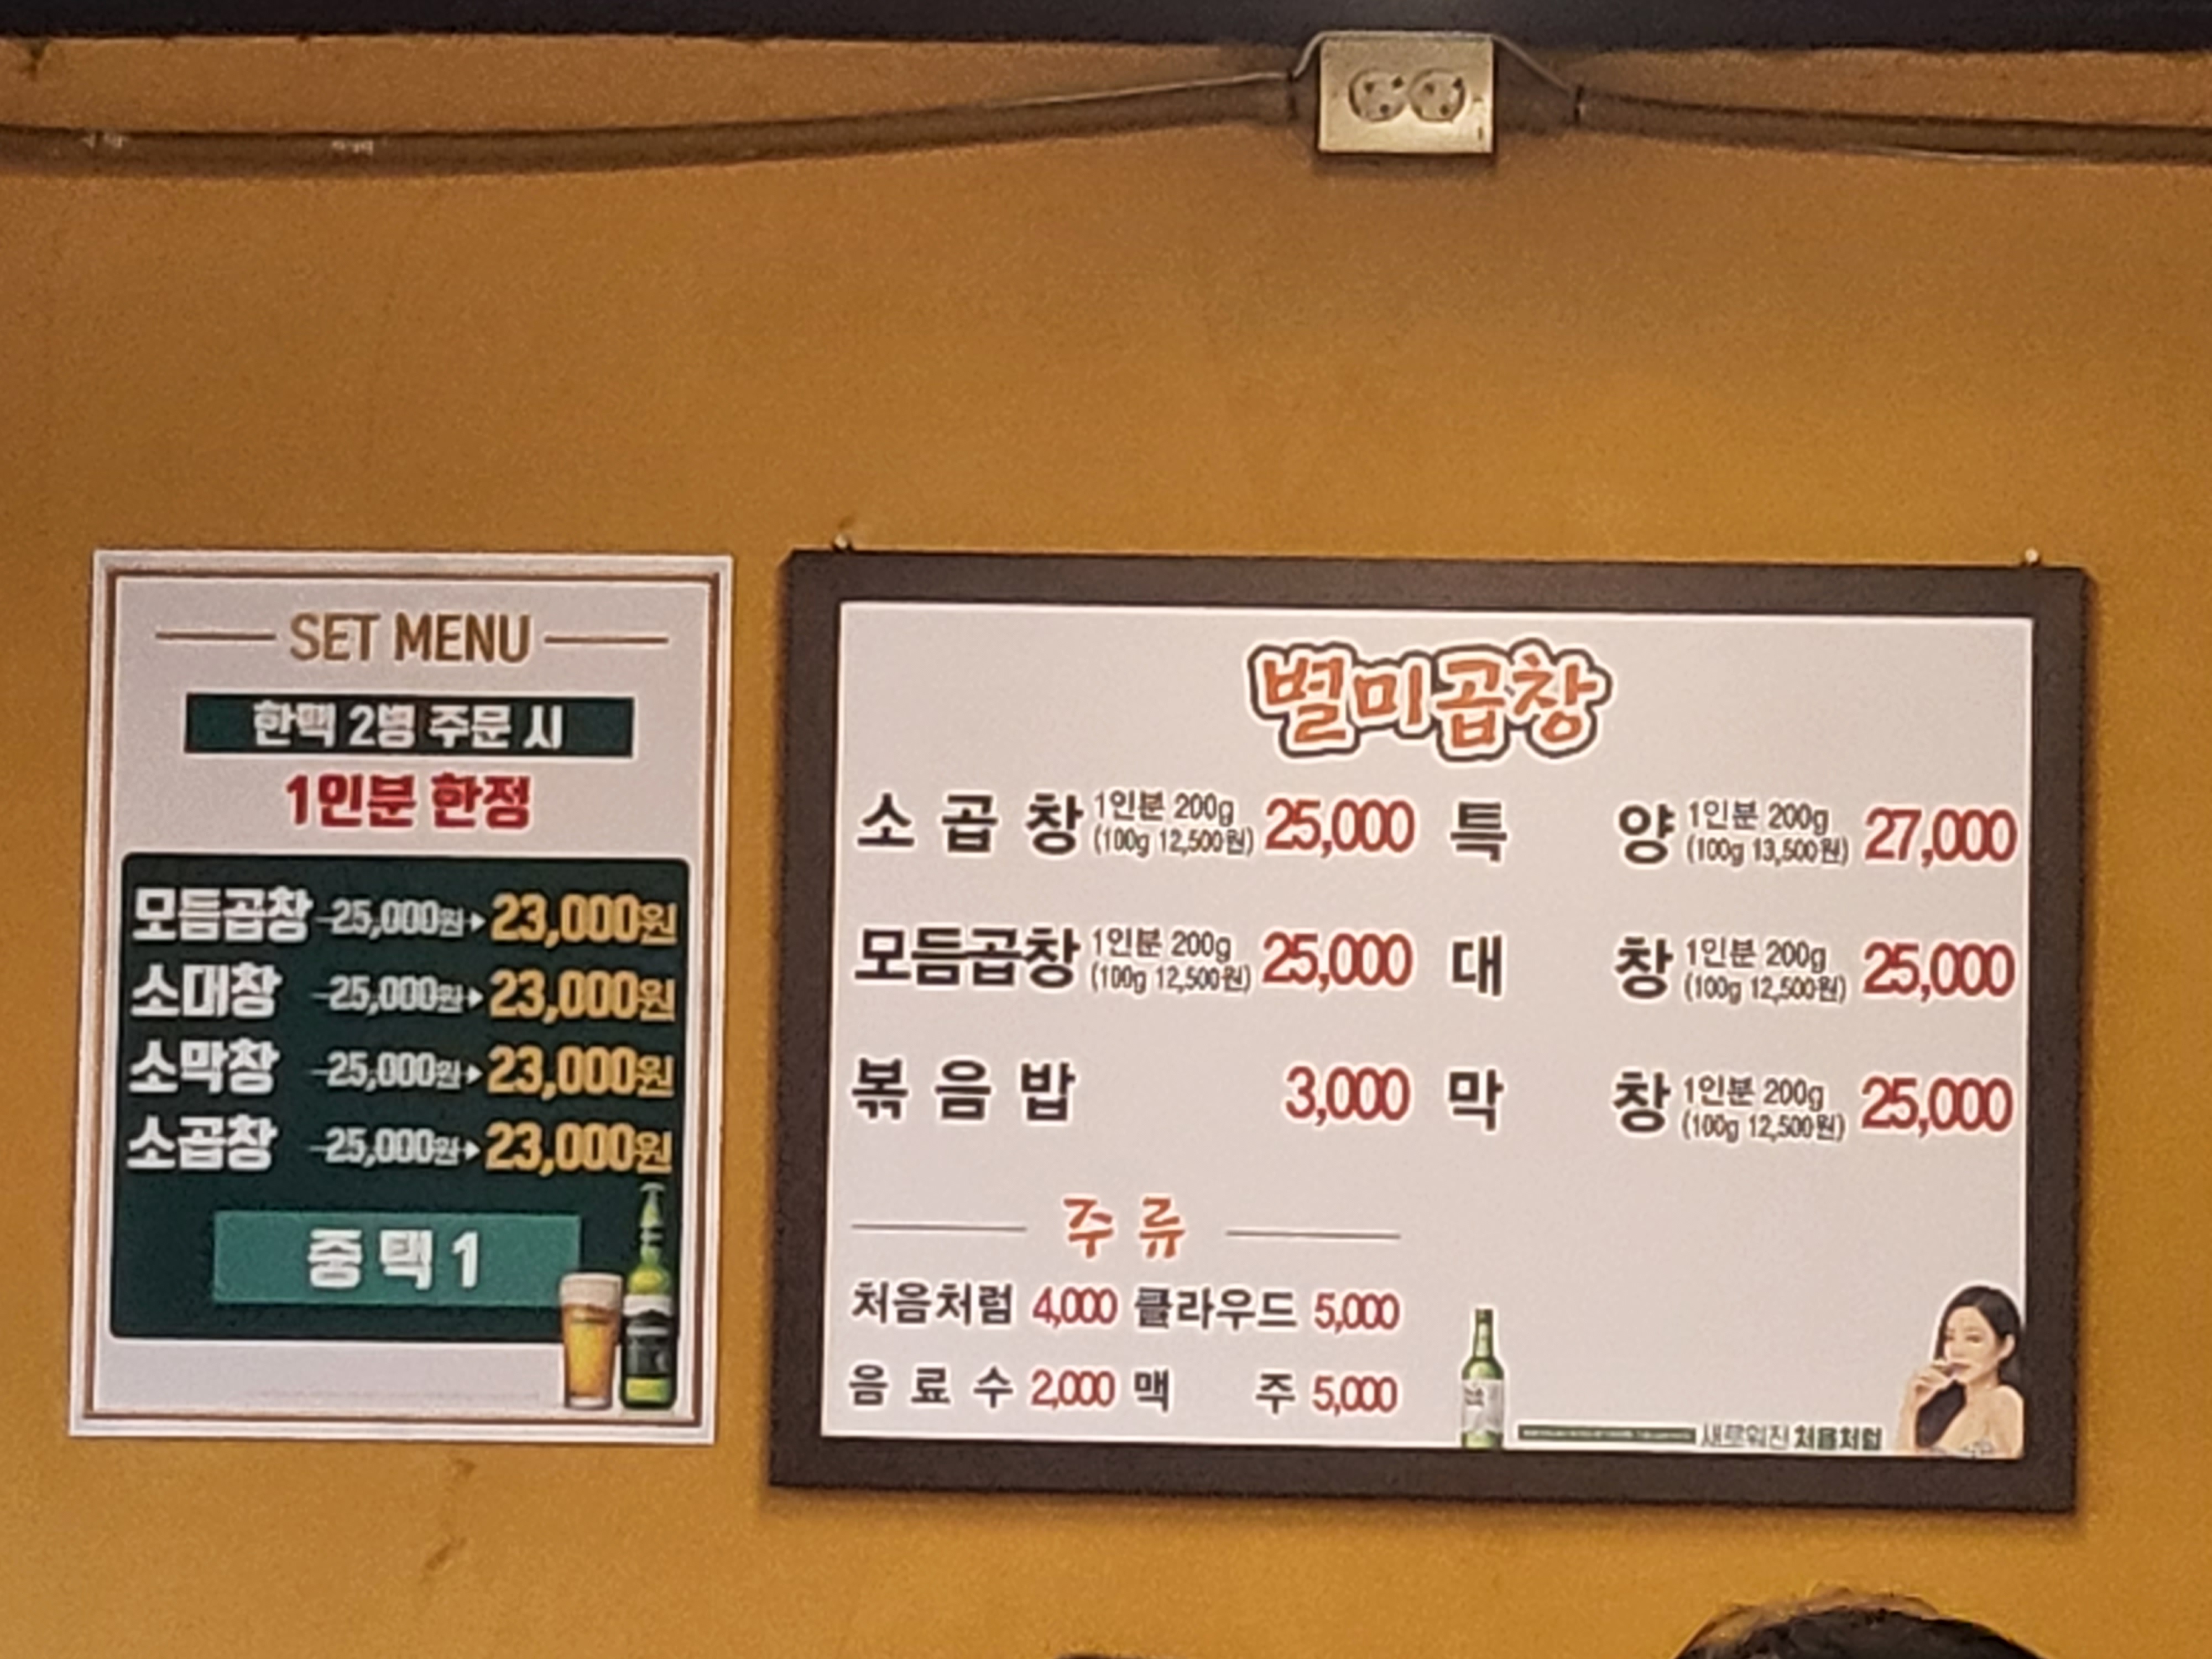 SET MENU
한맥 2병 주문 시
1인분 한정
모듬곱창 25,000원 23,000원
소대창 25,000원 23,000원
소막창 25,000원 23,000원
소곱창 25,000원 23,000원
중 택 1
별미곱창
소 곱 창 1인분 200g (100g 12,500원) 25,000 특 양 1인분 200g (100g 13,500원) 27,000
모듬곱창 1인분 200g (100g 12,500원) 25,000 대 창 1인분 200g (100g 12,500원) 25,000
볶 음 밥 3,000 막 창 1인분 200g (100g 12,500원) 25,000
주 류
처음처럼 4,000 클라우드 5,000
음 료 수 2,000 맥 주 5,000
새로워진 처음처럼